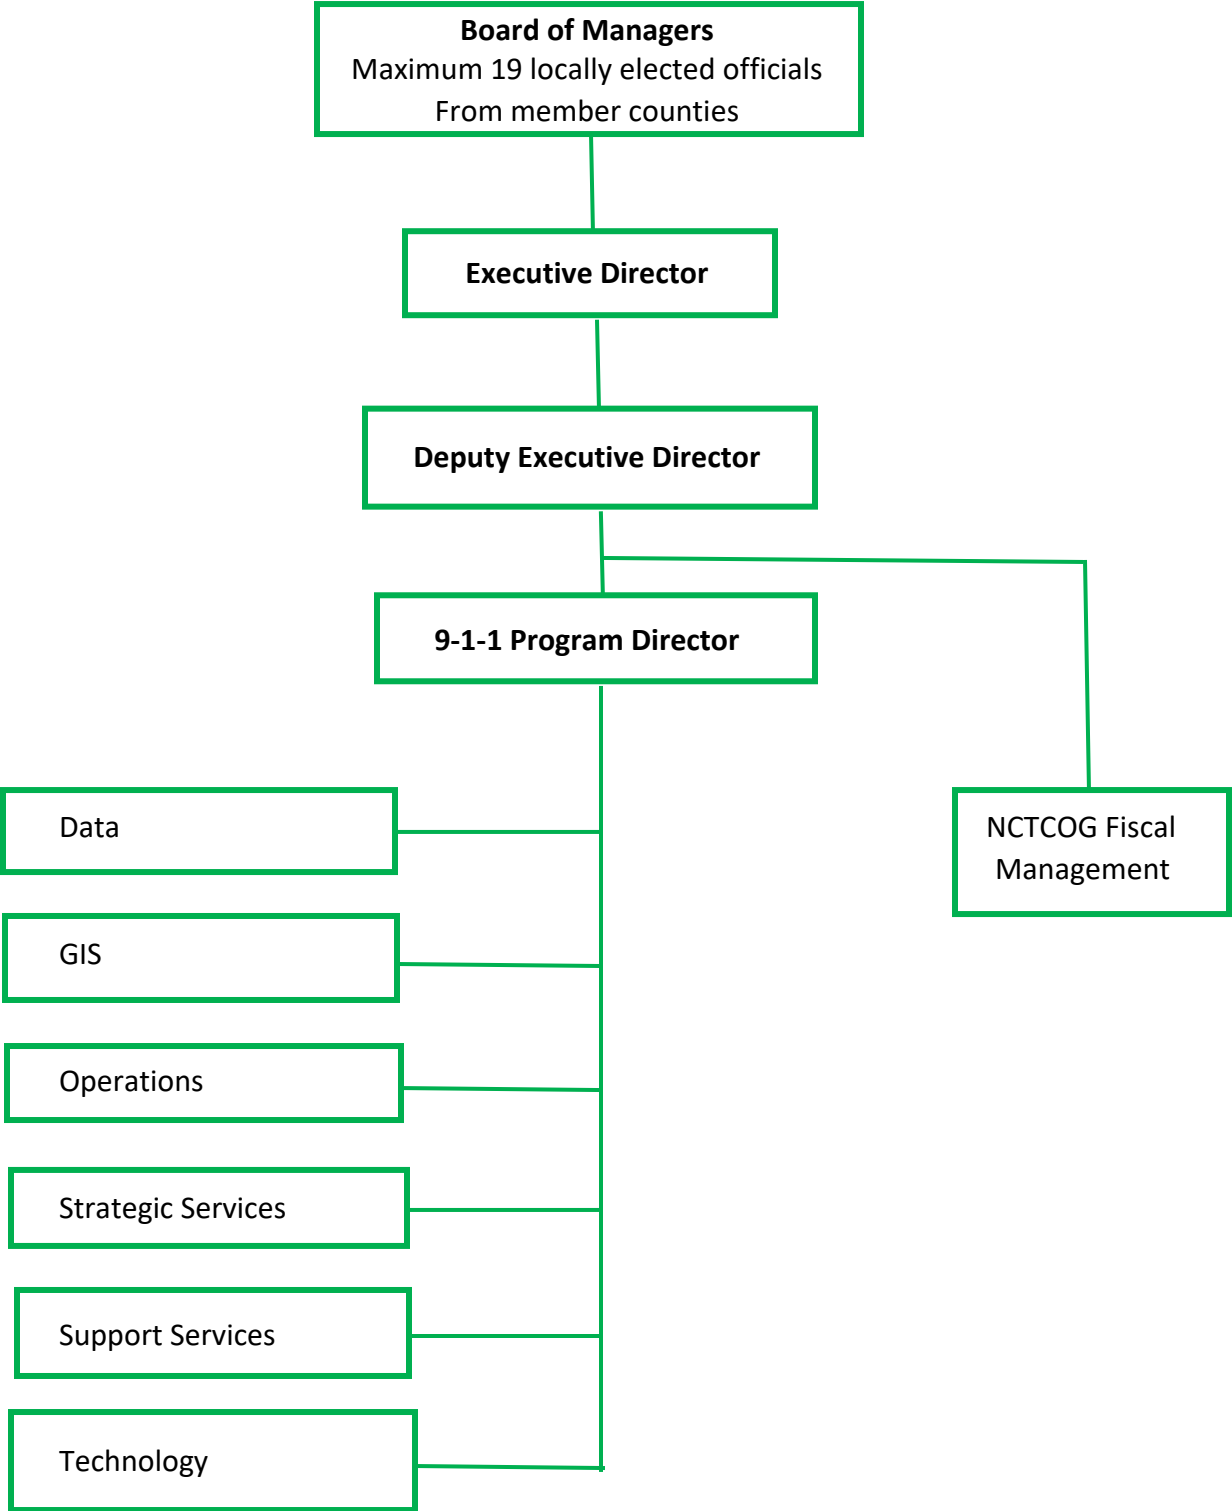 Board of Managers
Maximum 19 locally elected officials
From member counties
Executive Director
Deputy Executive Director
9-1-1 Program Director
Data
NCTCOG Fiscal
Management
GIS
Operations
Strategic Services
Support Services
Technology